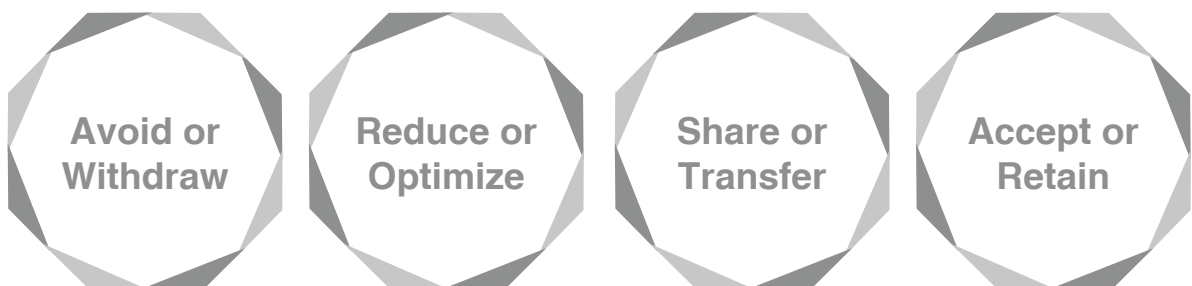 Avoid or
Withdraw
Reduce or
Optimize
Share or
Transfer
Accept or
Retain